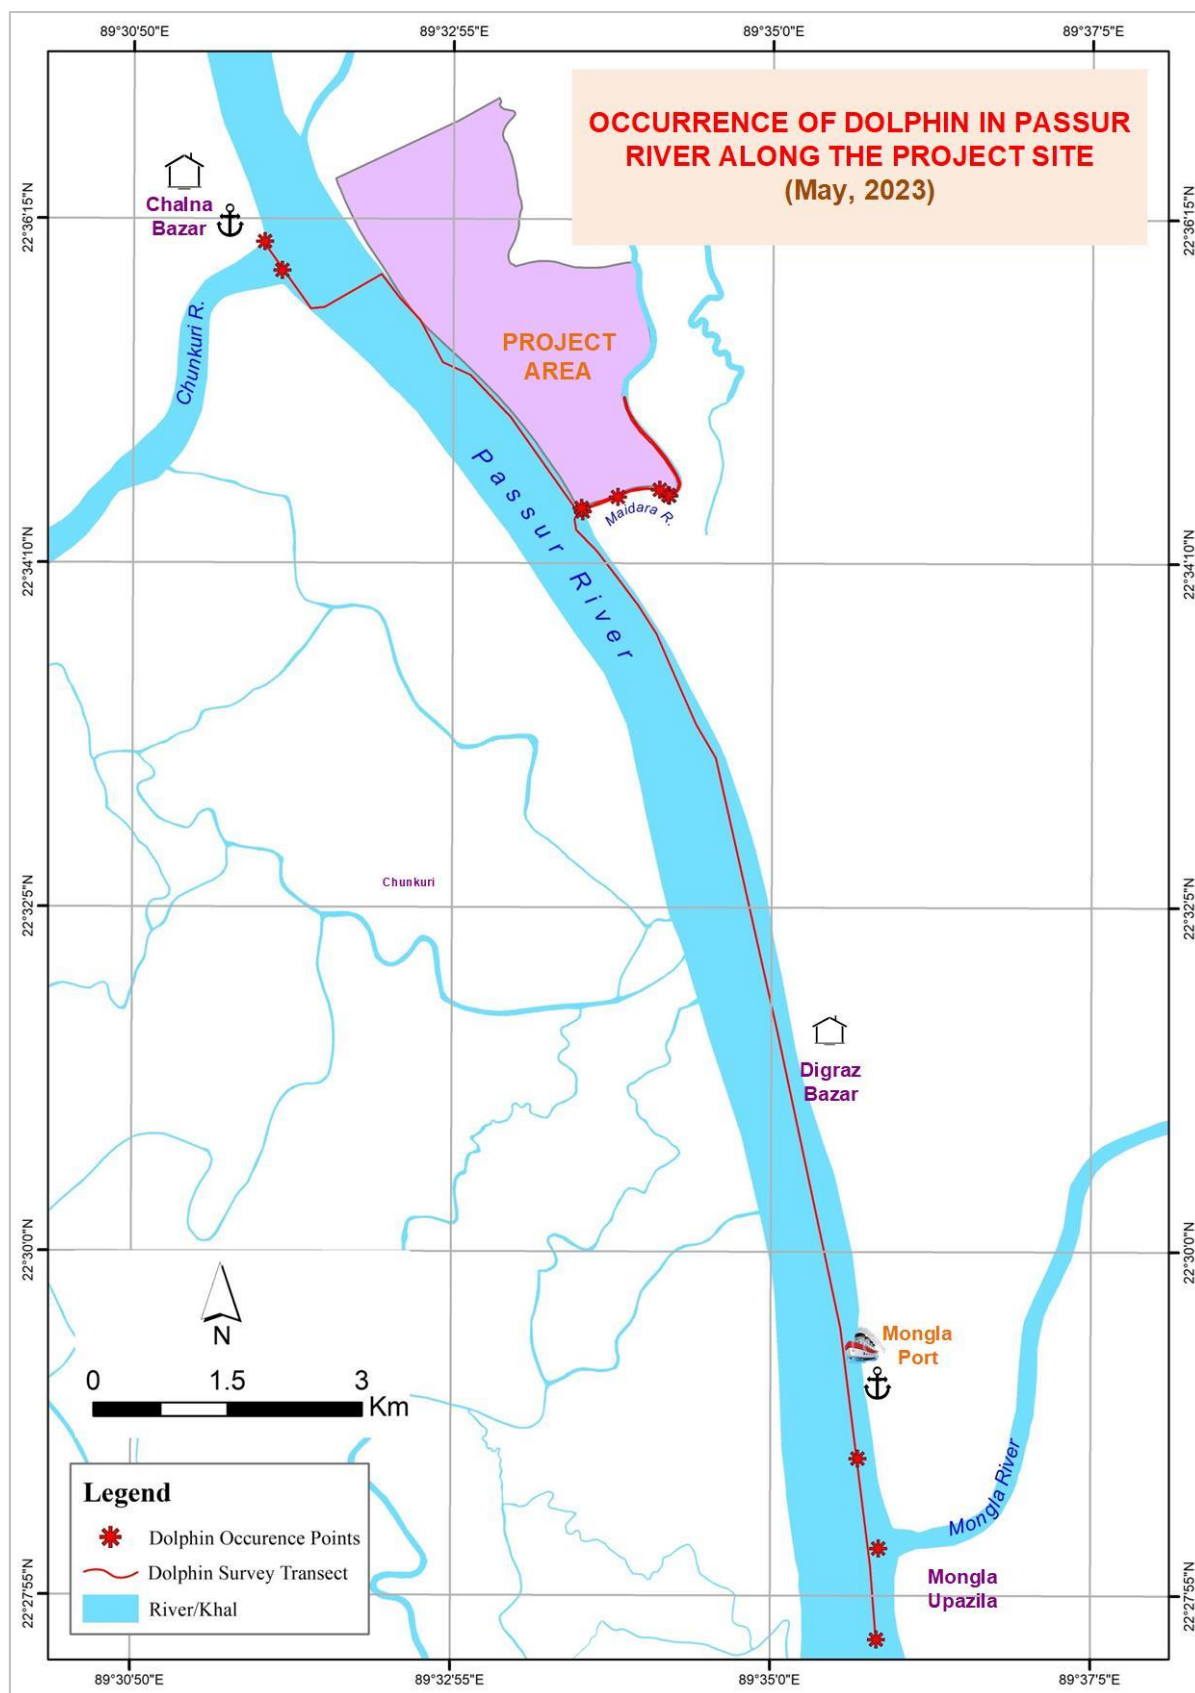 89°30'50"E
89°32'55"E
89°35'0"E
89°37'5"E
OCCURRENCE OF DOLPHIN IN PASSUR
RIVER ALONG THE PROJECT SITE
(May, 2023)
22°36'15"N
22°36'15"N
Chalna
Bazar
Chunkuri R.
PROJECT
AREA
Passur River
Maidara R.
22°34'10"N
22°34'10"N
Chunkuri
22°32'5"N
22°32'5"N
Digraz
Bazar
22°30'0"N
22°30'0"N
N
Mongla
Port
0
1.5
3
Km
Mongla River
Legend
Dolphin Occurence Points
Dolphin Survey Transect
River/Khal
Mongla
Upazila
22°27'55"N
22°27'55"N
89°30'50"E
89°32'55"E
89°35'0"E
89°37'5"E